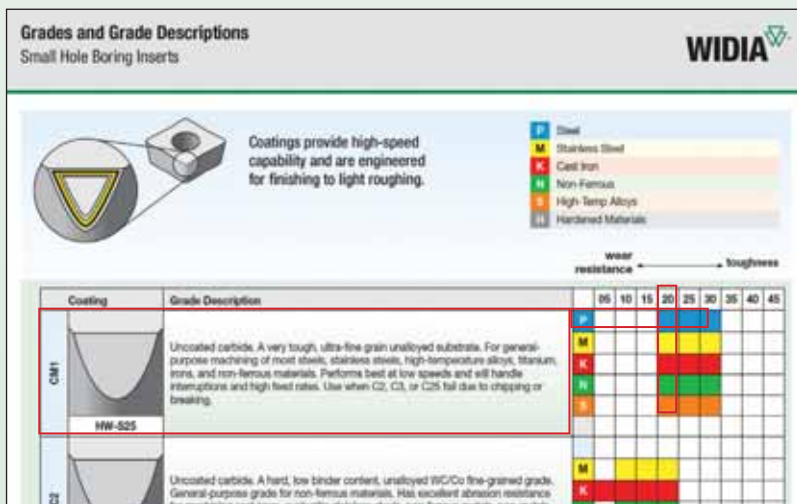 Grades and Grade Descriptions
Small Hole Boring Inserts
WIDIA
Coatings provide high-speed
capability and are engineered
for finishing to light roughing.
P Steel
M Stainless Steel
K Cast Iron
N Non-Ferrous
S High-Temp Alloys
H Hardened Materials
wear
resistance
toughness
Coating Grade Description 05 10 15 20 25 30 35 40 45
CM1
HW-S25
Uncoated carbide. A very tough, ultra-fine grain unalloyed substrate. For general-
purpose machining of most steels, stainless steels, high-temperature alloys, titanium,
irons, and non-ferrous materials. Performs best at low speeds and will handle
interruptions and high feed rates. Use when C2, C3, or C25 fail due to chipping or
breaking.
P
M
K
N
S
C2
Uncoated carbide. A hard, low binder content, unalloyed WC/Co fine-grained grade.
General-purpose grade for non-ferrous materials. Has excellent abrasion resistance
M
K